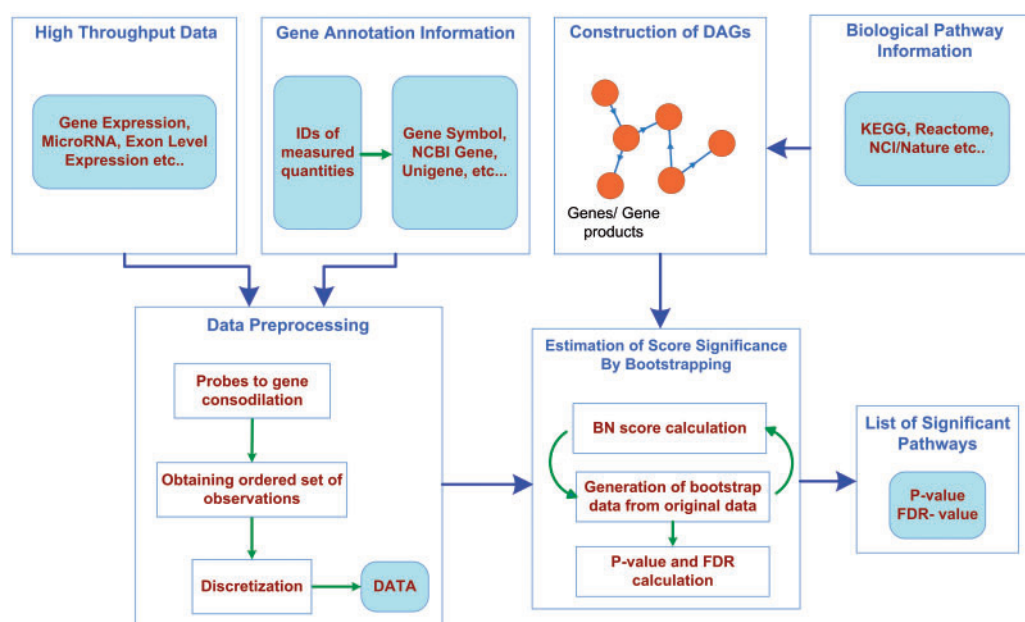 High Throughput Data
Gene Expression,
MicroRNA, Exon Level
Expression etc..
Gene Annotation Information
IDs of
measured
quantities
Gene Symbol,
NCBI Gene,
Unigene, etc...
Construction of DAGs
Genes/ Gene
products
Biological Pathway
Information
KEGG, Reactome,
NCI/Nature etc..
Data Preprocessing
Probes to gene
consodilation
Obtaining ordered set of
observations
Discretization
DATA
Estimation of Score Significance
By Bootstrapping
BN score calculation
Generation of bootstrap
data from original data
P-value and FDR
calculation
List of Significant
Pathways
P-value
FDR- value